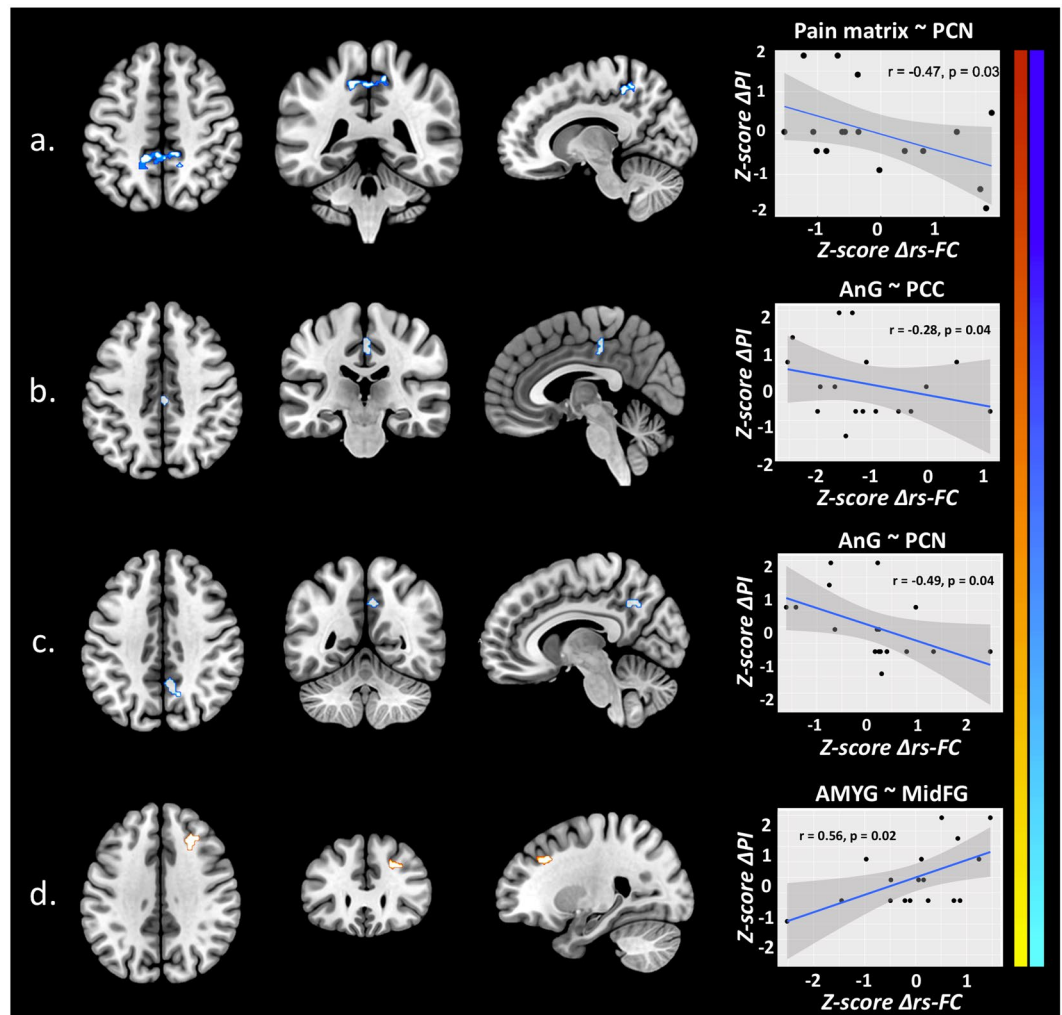 a.
Pain matrix ~ PCN
r = -0.47, p = 0.03
Z-score ΔPI
2
1
0
-1
-2
-1 0 1
Z-score Δrs-FC
b.
AnG ~ PCC
r = -0.28, p = 0.04
Z-score ΔPI
2
1
0
-1
-2
-2 -1 0 1
Z-score Δrs-FC
c.
AnG ~ PCN
r = -0.49, p = 0.04
Z-score ΔPI
2
1
0
-1
-2
-1 0 1 2
Z-score Δrs-FC
d.
AMYG ~ MidFG
r = 0.56, p = 0.02
Z-score ΔPI
2
1
0
-1
-2
-2 -1 0 1
Z-score Δrs-FC